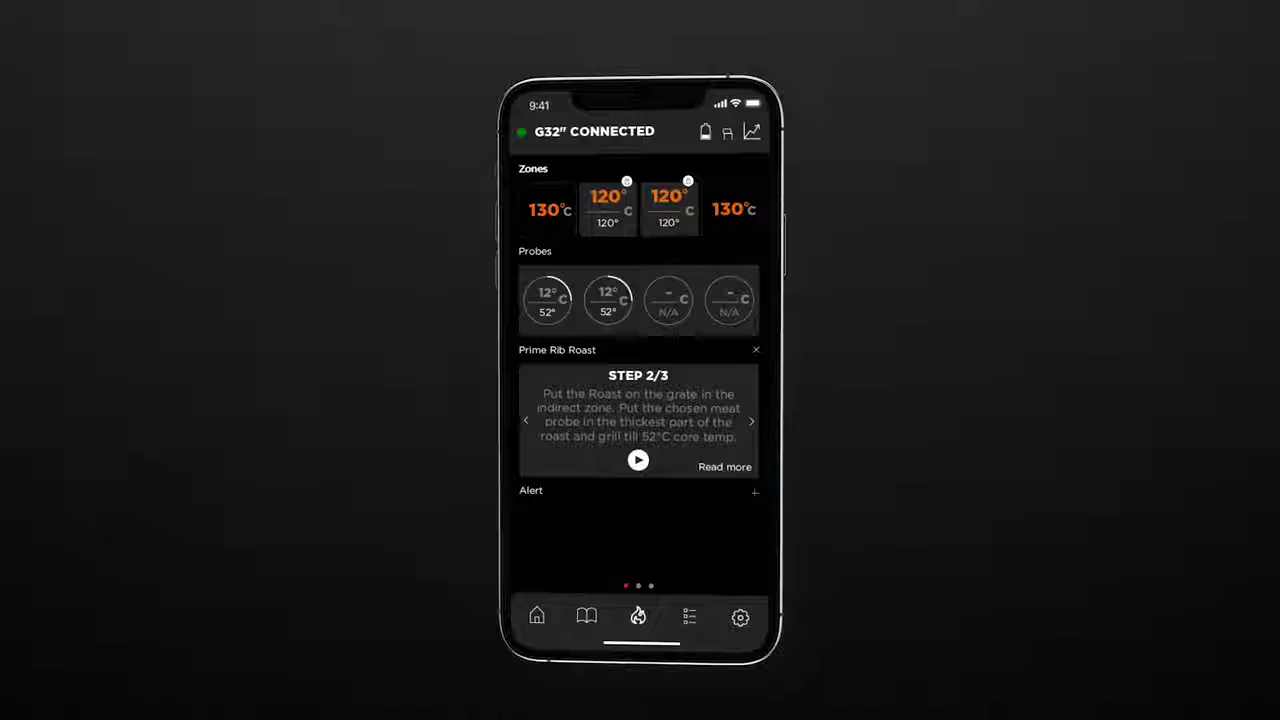 9:41
G32" CONNECTED
Zones
130°C
120° C
120°
120° C
120°
130°C
Probes
12° C
52°
12° C
52°
- C
N/A
- C
N/A
Prime Rib Roast
STEP 2/3
Put the Roast on the grate in the
indirect zone. Put the chosen meat
probe in the thickest part of the
roast and grill till 52°C core temp.
Read more
Alert